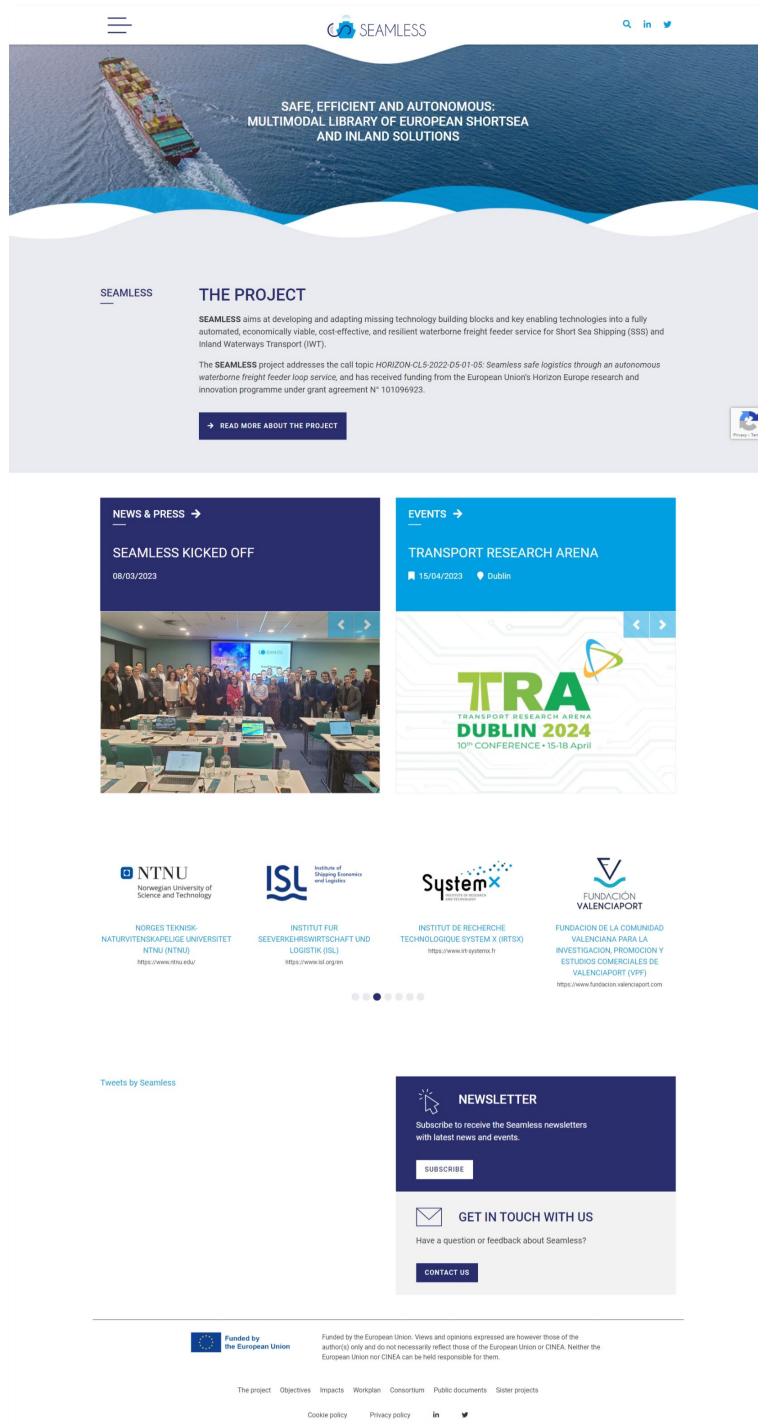 SEAMLESS
SAFE, EFFICIENT AND AUTONOMOUS:
MULTIMODAL LIBRARY OF EUROPEAN SHORTSEA
AND INLAND SOLUTIONS
SEAMLESS
THE PROJECT
SEAMLESS aims at developing and adapting missing technology building blocks and key enabling technologies into a fully
automated, economically viable, cost-effective, and resilient waterborne freight feeder service for Short Sea Shipping (SSS) and
Inland Waterways Transport (IWT).
The SEAMLESS project addresses the call topic HORIZON-CL5-2022-D5-01-05: Seamless safe logistics through an autonomous
waterborne freight feeder loop service, and has received funding from the European Union's Horizon Europe research and
innovation programme under grant agreement N° 101096923.
READ MORE ABOUT THE PROJECT
NEWS & PRESS
SEAMLESS KICKED OFF
08/03/2023
EVENTS
TRANSPORT RESEARCH ARENA
15/04/2023 Dublin
SEAMLESS
TRA
TRANSPORT RESEARCH ARENA
DUBLIN 2024
10th CONFERENCE • 15-18 April
NTNU
Norwegian University of
Science and Technology
NORGES TEKNISK-
NATURVITENSKAPELIGE UNIVERSITET
NTNU (NTNU)
https://www.ntnu.edu/
ISL
Institute of
Shipping Economics
and Logistics
INSTITUT FUR
SEEVERKEHRSWIRTSCHAFT UND
LOGISTIK (ISL)
https://www.isl.org/en
SystemX
INSTITUTE OF RESEARCH
AND TECHNOLOGY
INSTITUT DE RECHERCHE
TECHNOLOGIQUE SYSTEM X (IRTSX)
https://www.irt-systemx.fr
FUNDACIÓN
VALENCIAPORT
FUNDACION DE LA COMUNIDAD
VALENCIANA PARA LA
INVESTIGACION, PROMOCION Y
ESTUDIOS COMERCIALES DE
VALENCIAPORT (VPF)
https://www.fundacion.valenciaport.com
Tweets by Seamless
NEWSLETTER
Subscribe to receive the Seamless newsletters
with latest news and events.
SUBSCRIBE
GET IN TOUCH WITH US
Have a question or feedback about Seamless?
CONTACT US
Funded by
the European Union
Funded by the European Union. Views and opinions expressed are however those of the
author(s) only and do not necessarily reflect those of the European Union or CINEA. Neither the
European Union nor CINEA can be held responsible for them.
The project Objectives Impacts Workplan Consortium Public documents Sister projects
Cookie policy Privacy policy